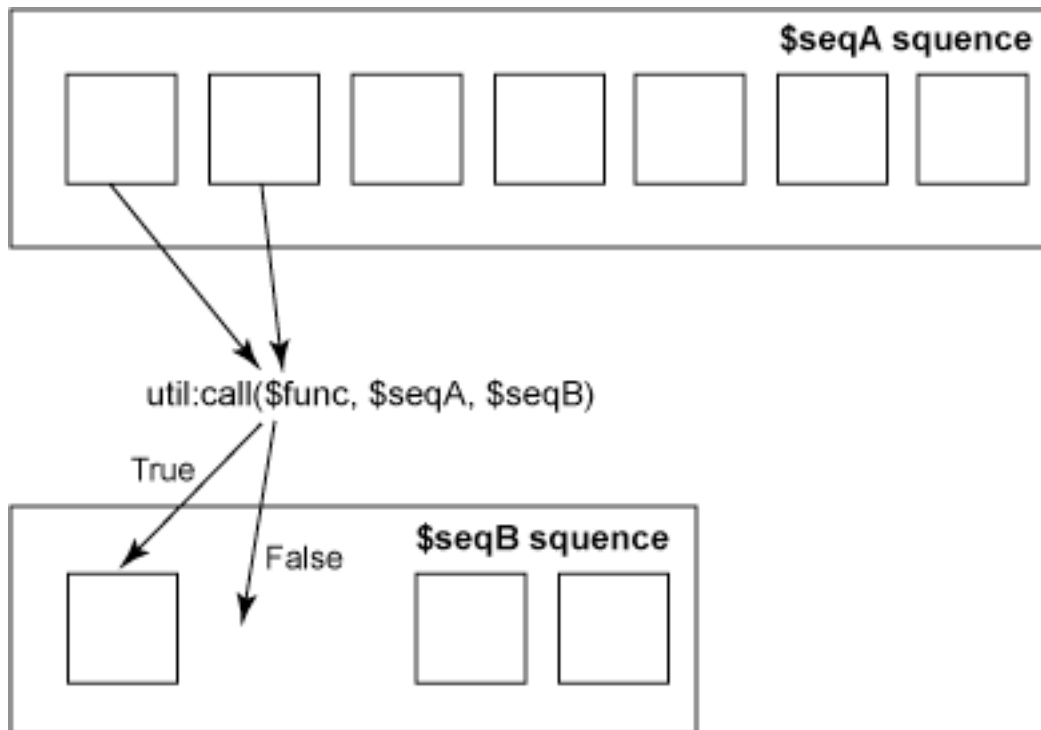 $seqA squence
util:call($func, $seqA, $seqB)
True
$seqB squence
False